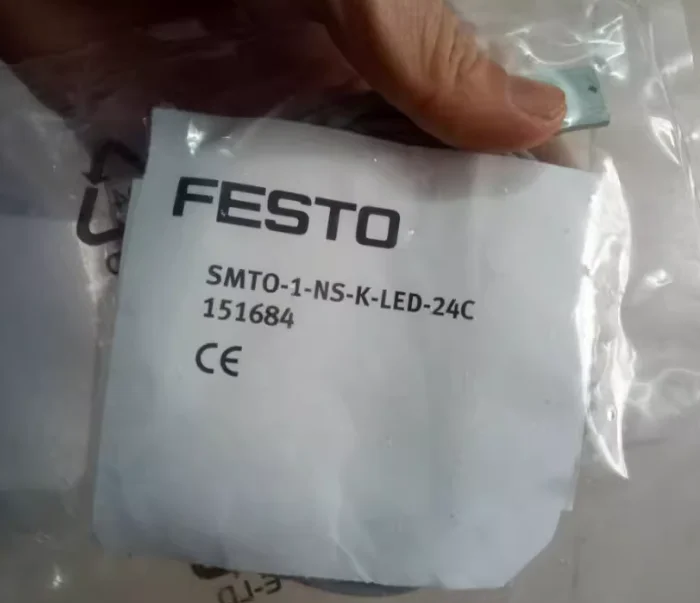 FESTO
SMTO-1-NS-K-LED-24C
151684
CE